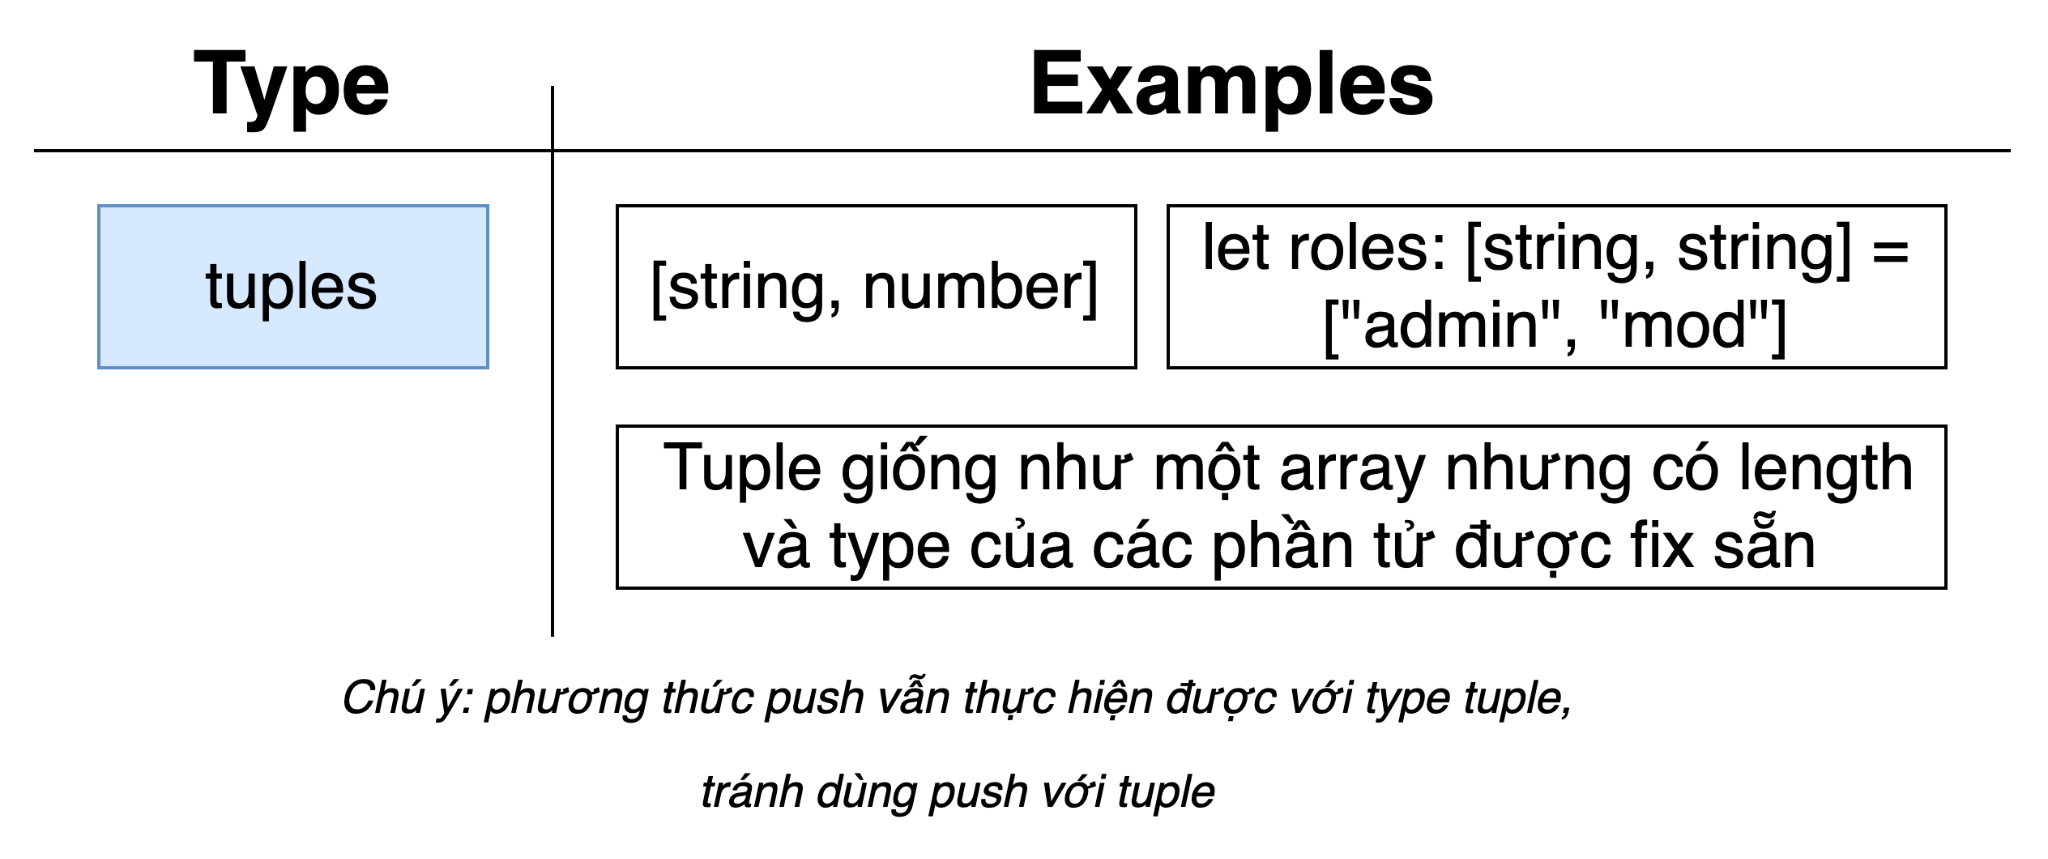 Type
Examples
tuples
[string, number]
let roles: [string, string] =
["admin", "mod"]
Tuple giống như một array nhưng có length
và type của các phần tử được fix sẵn
Chú ý: phương thức push vẫn thực hiện được với type tuple,
tránh dùng push với tuple